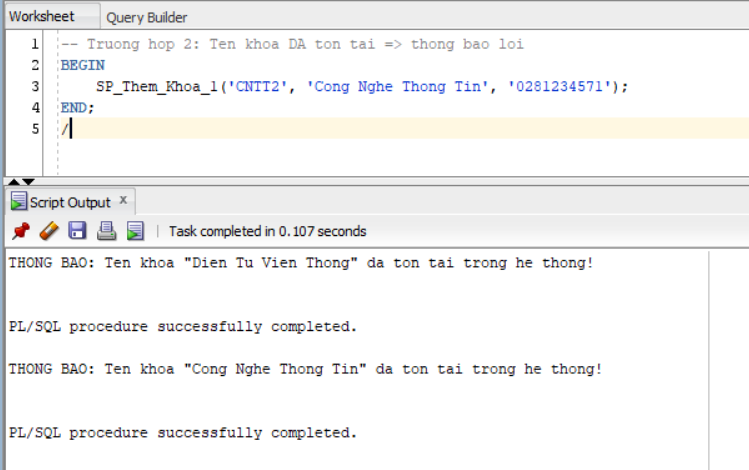 Worksheet Query Builder
1 -- Truong hop 2: Ten khoa DA ton tai => thong bao loi
2 BEGIN
3 SP_Them_Khoa_1('CNTT2', 'Cong Nghe Thong Tin', '0281234571');
4 END;
5 /
Script Output x
Task completed in 0.107 seconds
THONG BAO: Ten khoa "Dien Tu Vien Thong" da ton tai trong he thong!
PL/SQL procedure successfully completed.
THONG BAO: Ten khoa "Cong Nghe Thong Tin" da ton tai trong he thong!
PL/SQL procedure successfully completed.